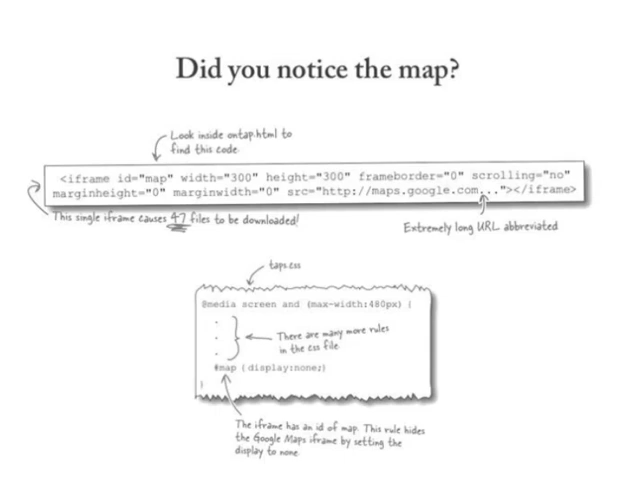 Did you notice the map?
Look inside ontap.html to
find this code
<iframe id="map" width="300" height="300" frameborder="0" scrolling="no"
marginheight="0" marginwidth="0" src="http://maps.google.com..."></iframe>
This single iframe causes 47 files to be downloaded!
Extremely long URL abbreviated
taps.css
@media screen and (max-width:480px) {
.
.
.
There are many more rules
in the css file
#map {display:none;}
}
The iframe has an id of map. This rule hides
the Google Maps iframe by setting the
display to none